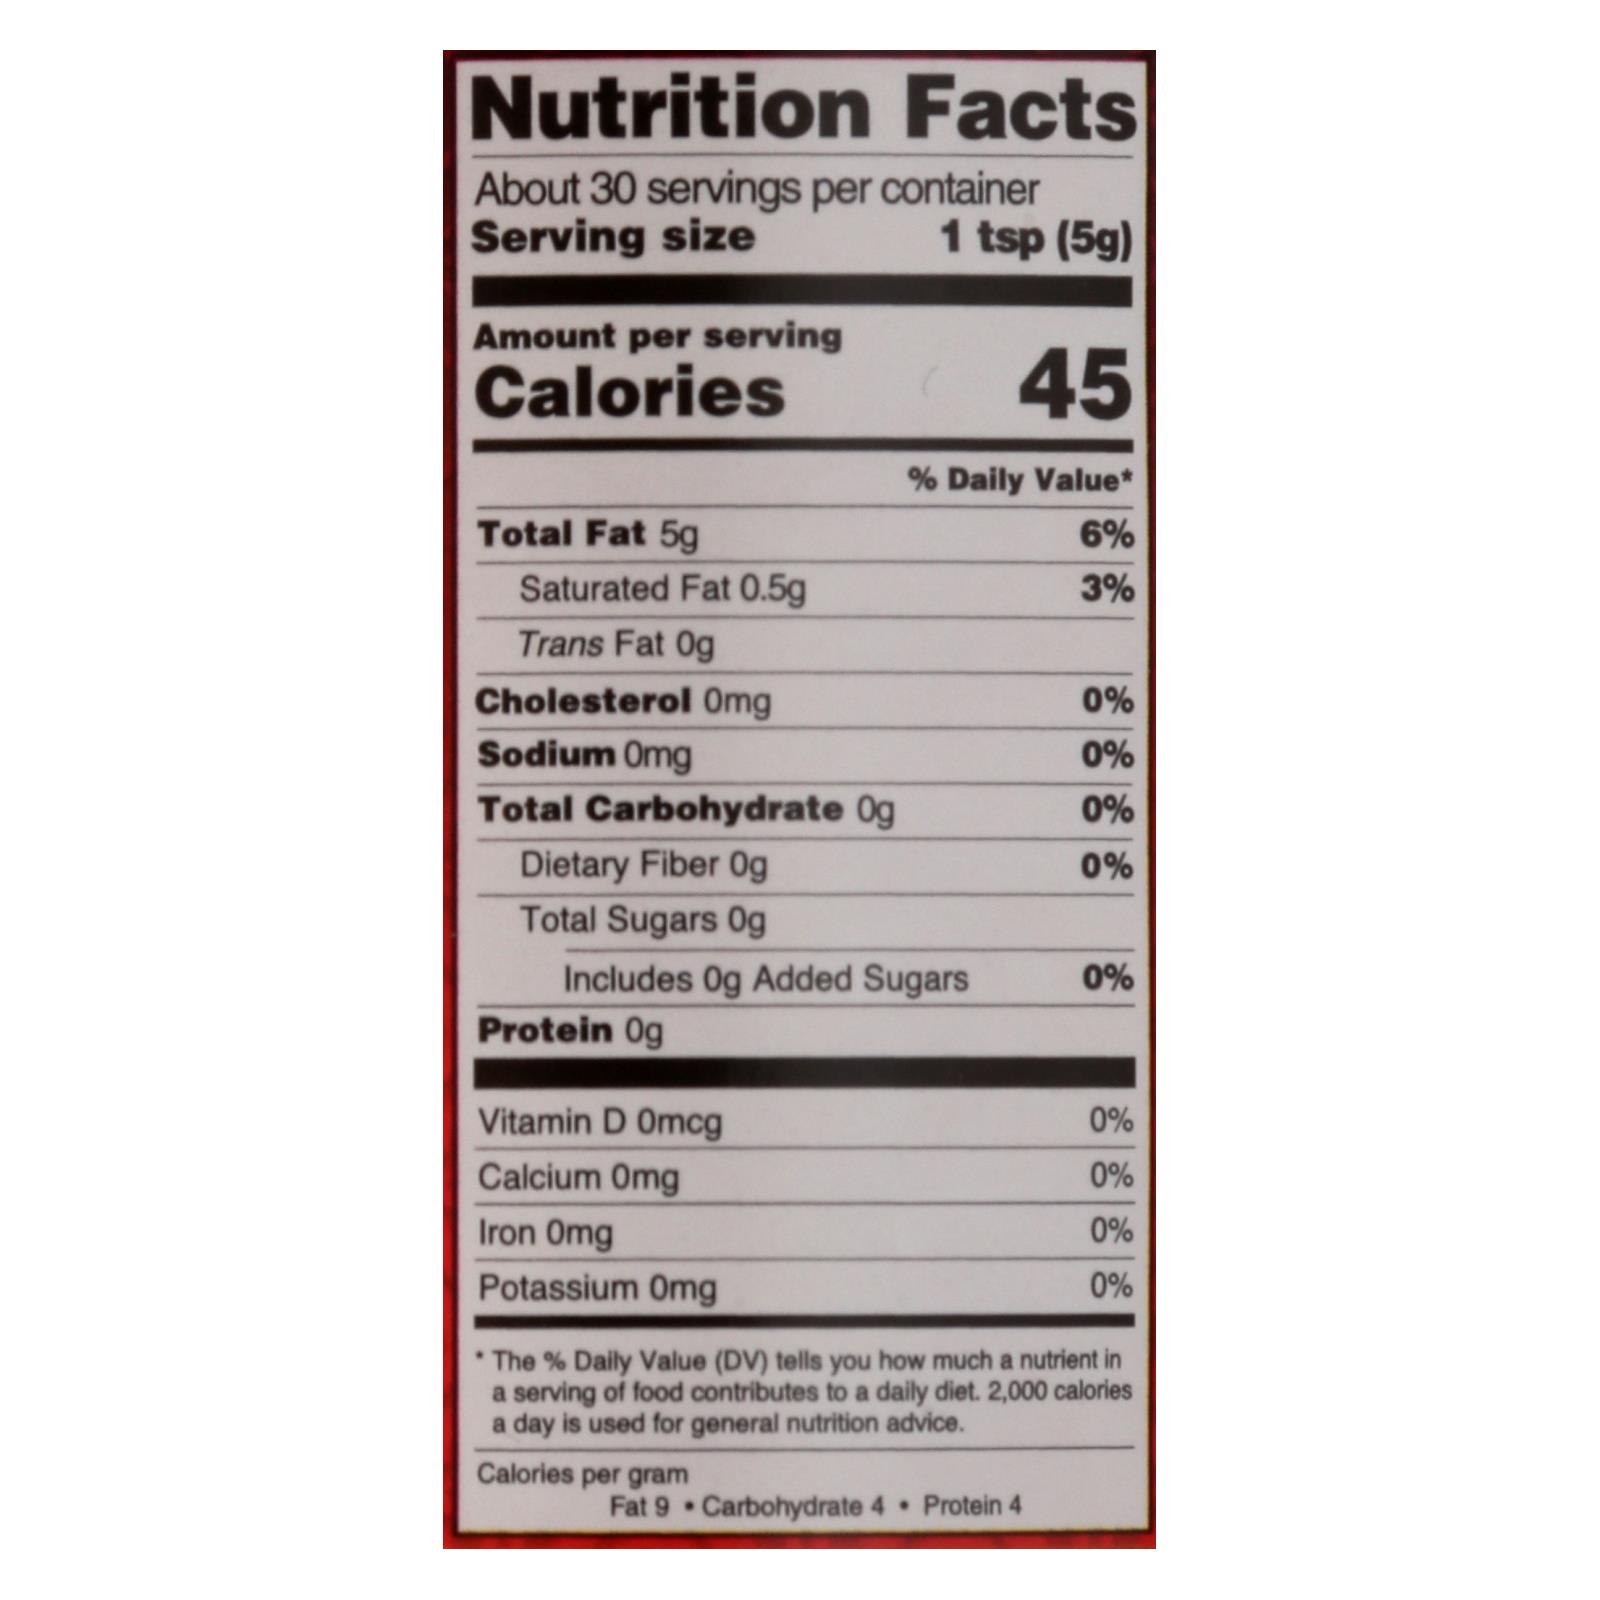 Nutrition Facts
About 30 servings per container
Serving size 1 tsp (5g)
Amount per serving
Calories 45
% Daily Value*
Total Fat 5g 6%
Saturated Fat 0.5g 3%
Trans Fat 0g
Cholesterol 0mg 0%
Sodium 0mg 0%
Total Carbohydrate 0g 0%
Dietary Fiber 0g 0%
Total Sugars 0g
Includes 0g Added Sugars 0%
Protein 0g
Vitamin D 0mcg 0%
Calcium 0mg 0%
Iron 0mg 0%
Potassium 0mg 0%
* The % Daily Value (DV) tells you how much a nutrient in
a serving of food contributes to a daily diet. 2,000 calories
a day is used for general nutrition advice.
Calories per gram
Fat 9 • Carbohydrate 4 • Protein 4